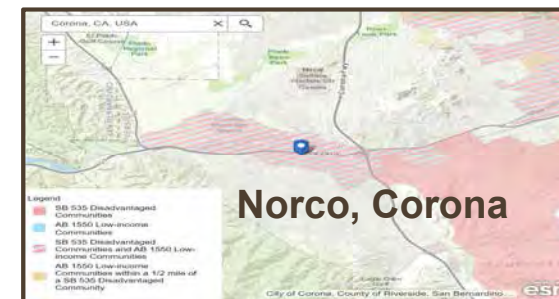 Corona, CA, USA
Norco, Corona
Legend
SB 535 Disadvantaged
Communities
AB 1550 Low-income
Communities
SB 535 Disadvantaged
Communities and AB 1550 Low-
income Communities
AB 1550 Low-income
Communities within a 1/2 mile of
a SB 535 Disadvantaged
Community
City of Corona, County of Riverside, San Bernardino
esri